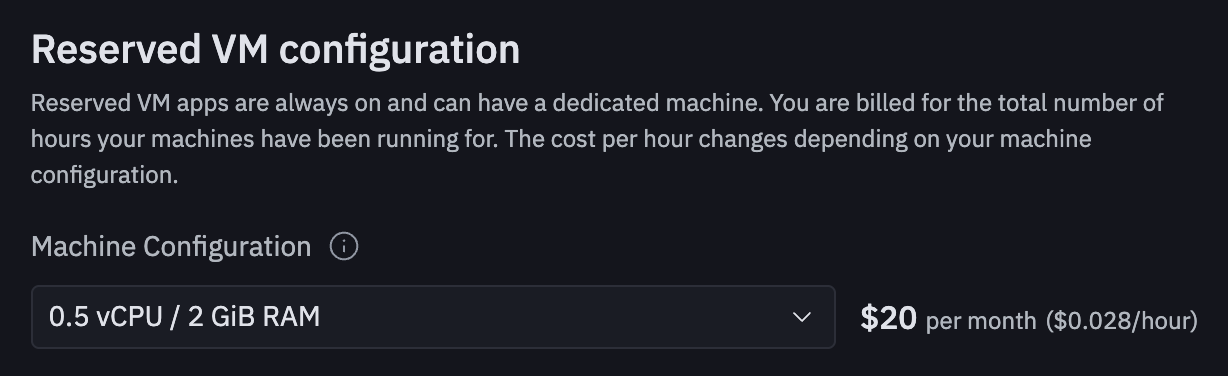 Reserved VM configuration
Reserved VM apps are always on and can have a dedicated machine. You are billed for the total number of
hours your machines have been running for. The cost per hour changes depending on your machine
configuration.
Machine Configuration
0.5 vCPU / 2 GiB RAM
$20 per month ($0.028/hour)